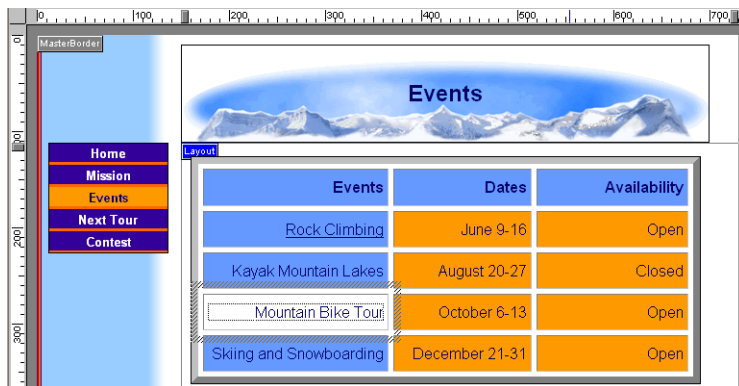 0 100 200 300 400 500 600 700
0
MasterBorder
Events
100
Home
Layout
Mission
Events Dates Availability
Events
Next Tour
Rock Climbing June 9-16 Open
200
Contest
Kayak Mountain Lakes August 20-27 Closed
Mountain Bike Tour October 6-13 Open
300
Skiing and Snowboarding December 21-31 Open